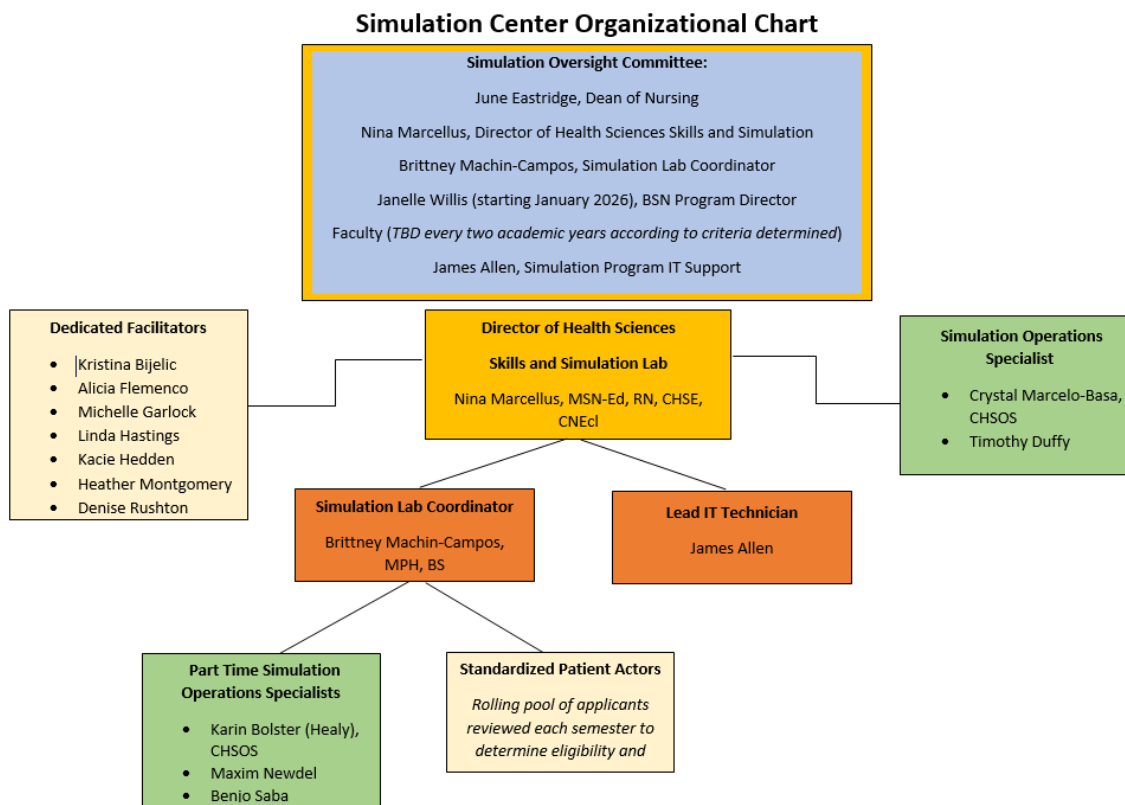 Simulation Center Organizational Chart
Simulation Oversight Committee:
June Eastridge, Dean of Nursing
Nina Marcellus, Director of Health Sciences Skills and Simulation
Brittney Machin-Campos, Simulation Lab Coordinator
Janelle Willis (starting January 2026), BSN Program Director
Faculty (TBD every two academic years according to criteria determined)
James Allen, Simulation Program IT Support
Dedicated Facilitators
Kristina Bijelic
Alicia Flemenco
Michelle Garlock
Linda Hastings
Kacie Hedden
Heather Montgomery
Denise Rushton
Director of Health Sciences
Skills and Simulation Lab
Nina Marcellus, MSN-Ed, RN, CHSE,
CNEcl
Simulation Operations
Specialist
Crystal Marcelo-Basa,
CHSOS
Timothy Duffy
Simulation Lab Coordinator
Brittney Machin-Campos,
MPH, BS
Lead IT Technician
James Allen
Part Time Simulation
Operations Specialists
Karin Bolster (Healy),
CHSOS
Maxim Newdel
Benjo Saba
Standardized Patient Actors
Rolling pool of applicants
reviewed each semester to
determine eligibility and